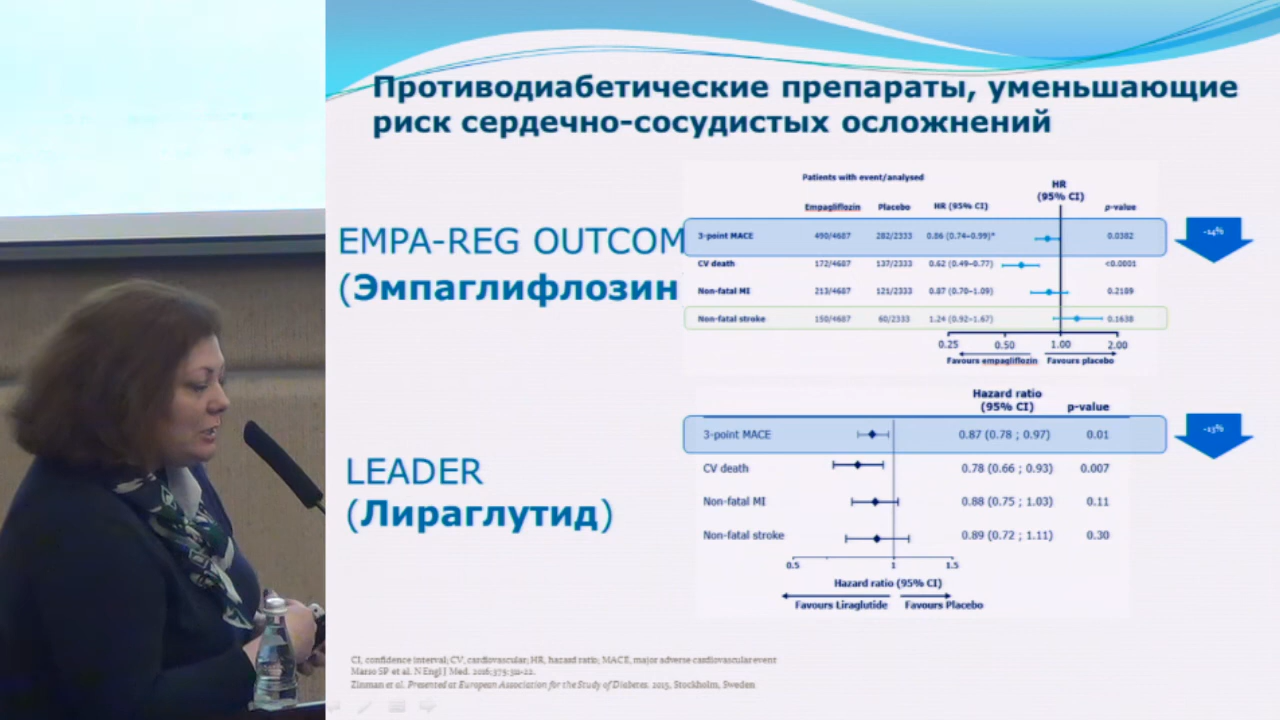 Противодиабетические препараты, уменьшающие
риск сердечно-сосудистых осложнений
EMPA-REG OUTCOM
(Эмпаглифлозин
Patients with event/analysed
HR
(95% CI)
Empagliflozin Placebo HR (95% CI) p-value
3-point MACE 490/4687 282/2333 0.86 (0.74–0.99)* 0.0382
CV death 172/4687 137/2333 0.62 (0.49–0.77) <0.0001
Non-fatal MI 213/4687 121/2333 0.87 (0.70–1.09) 0.2189
Non-fatal stroke 150/4687 60/2333 1.24 (0.92–1.67) 0.1638
0.25 0.50 1.00 2.00
Favours empagliflozin Favours placebo
-14%
LEADER
(Лираглутид)
Hazard ratio
(95% CI) p-value
3-point MACE 0.87 (0.78 ; 0.97) 0.01
CV death 0.78 (0.66 ; 0.93) 0.007
Non-fatal MI 0.88 (0.75 ; 1.03) 0.11
Non-fatal stroke 0.89 (0.72 ; 1.11) 0.30
0.5 1 1.5
Hazard ratio (95% CI)
Favours Liraglutide Favours Placebo
-13%
CI, confidence interval; CV, cardiovascular; HR, hazard ratio; MACE, major adverse cardiovascular event
Marso SP et al. N Engl J Med. 2016;375:311-22.
Zinman et al. Presented at European Association for the Study of Diabetes. 2015, Stockholm, Sweden